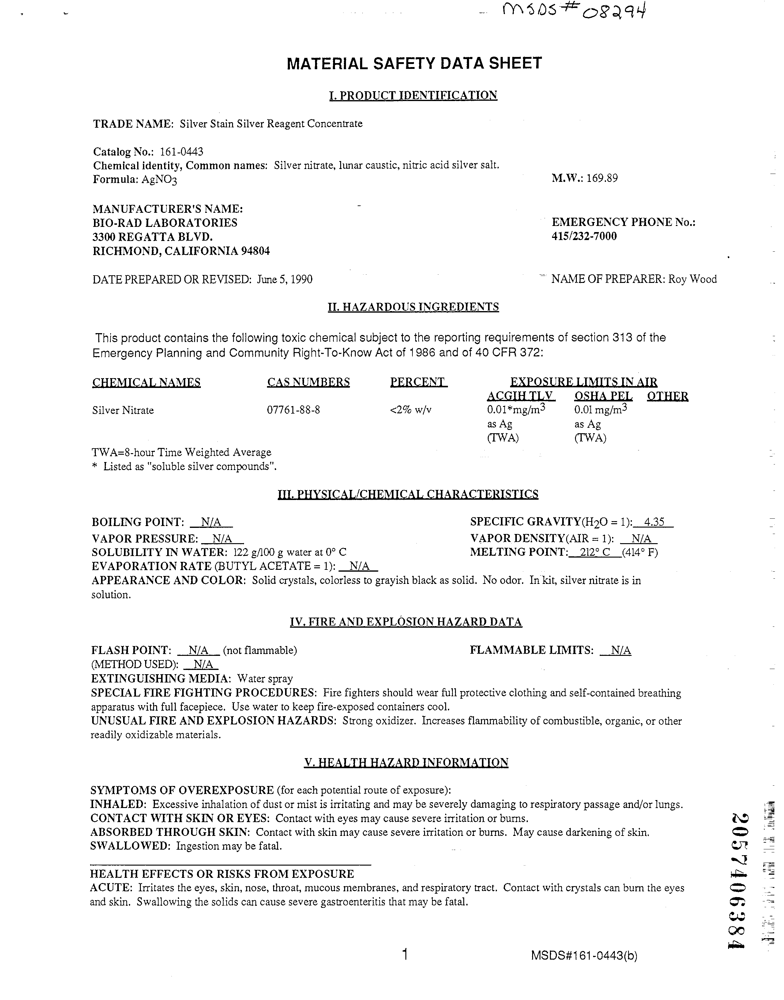 MSDS# 08294
MATERIAL SAFETY DATA SHEET
I. PRODUCT IDENTIFICATION
TRADE NAME: Silver Stain Silver Reagent Concentrate
Catalog No.: 161-0443
Chemical identity, Common names: Silver nitrate, lunar caustic, nitric acid silver salt.
Formula: AgNO3 M.W.: 169.89
MANUFACTURER'S NAME:
BIO-RAD LABORATORIES EMERGENCY PHONE No.:
3300 REGATTA BLVD. 415/232-7000
RICHMOND, CALIFORNIA 94804
DATE PREPARED OR REVISED: June 5, 1990 NAME OF PREPARER: Roy Wood
II. HAZARDOUS INGREDIENTS
This product contains the following toxic chemical subject to the reporting requirements of section 313 of the
Emergency Planning and Community Right-To-Know Act of 1986 and of 40 CFR 372:
CHEMICAL NAMES CAS NUMBERS PERCENT EXPOSURE LIMITS IN AIR
ACGIH TLV OSHA PEL OTHER
Silver Nitrate 07761-88-8 <2% w/v 0.01*mg/m3 0.01 mg/m3
as Ag as Ag
(TWA) (TWA)
TWA=8-hour Time Weighted Average
* Listed as "soluble silver compounds".
III. PHYSICAL/CHEMICAL CHARACTERISTICS
BOILING POINT: N/A SPECIFIC GRAVITY(H2O = 1): 4.35
VAPOR PRESSURE: N/A VAPOR DENSITY(AIR = 1): N/A
SOLUBILITY IN WATER: 122 g/100 g water at 0° C MELTING POINT: 212° C (414° F)
EVAPORATION RATE (BUTYL ACETATE = 1): N/A
APPEARANCE AND COLOR: Solid crystals, colorless to grayish black as solid. No odor. In kit, silver nitrate is in
solution.
IV. FIRE AND EXPLOSION HAZARD DATA
FLASH POINT: N/A (not flammable) FLAMMABLE LIMITS: N/A
(METHOD USED): N/A
EXTINGUISHING MEDIA: Water spray
SPECIAL FIRE FIGHTING PROCEDURES: Fire fighters should wear full protective clothing and self-contained breathing
apparatus with full facepiece. Use water to keep fire-exposed containers cool.
UNUSUAL FIRE AND EXPLOSION HAZARDS: Strong oxidizer. Increases flammability of combustible, organic, or other
readily oxidizable materials.
V. HEALTH HAZARD INFORMATION
SYMPTOMS OF OVEREXPOSURE (for each potential route of exposure):
INHALED: Excessive inhalation of dust or mist is irritating and may be severely damaging to respiratory passage and/or lungs.
CONTACT WITH SKIN OR EYES: Contact with eyes may cause severe irritation or burns.
ABSORBED THROUGH SKIN: Contact with skin may cause severe irritation or burns. May cause darkening of skin.
SWALLOWED: Ingestion may be fatal.
HEALTH EFFECTS OR RISKS FROM EXPOSURE
ACUTE: Irritates the eyes, skin, nose, throat, mucous membranes, and respiratory tract. Contact with crystals can burn the eyes
and skin. Swallowing the solids can cause severe gastroenteritis that may be fatal.
1 MSDS#161-0443(b)
2057406384